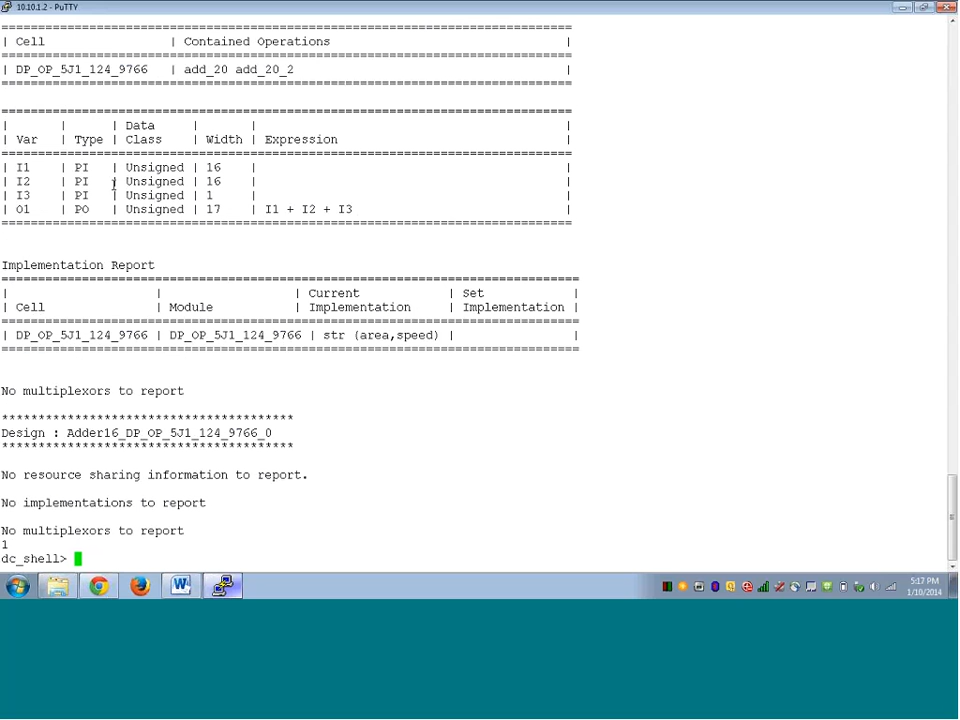 10.10.1.2 - PuTTY
===============================================================================
| Cell | Contained Operations |
===============================================================================
| DP_OP_5J1_124_9766 | add_20 add_20_2 |
===============================================================================
===============================================================================
| | | Data | | |
| Var | Type | Class | Width | Expression |
===============================================================================
| I1 | PI | Unsigned | 16 | |
| I2 | PI | Unsigned | 16 | |
| I3 | PI | Unsigned | 1 | |
| O1 | PO | Unsigned | 17 | I1 + I2 + I3 |
===============================================================================
Implementation Report
===============================================================================
| | | Current | Set |
| Cell | Module | Implementation | Implementation |
===============================================================================
| DP_OP_5J1_124_9766 | DP_OP_5J1_124_9766 | str (area,speed) | |
===============================================================================
No multiplexors to report
****************************************
Design : Adder16_DP_OP_5J1_124_9766_0
****************************************
No resource sharing information to report.
No implementations to report
No multiplexors to report
1
dc_shell>
5:17 PM
1/10/2014